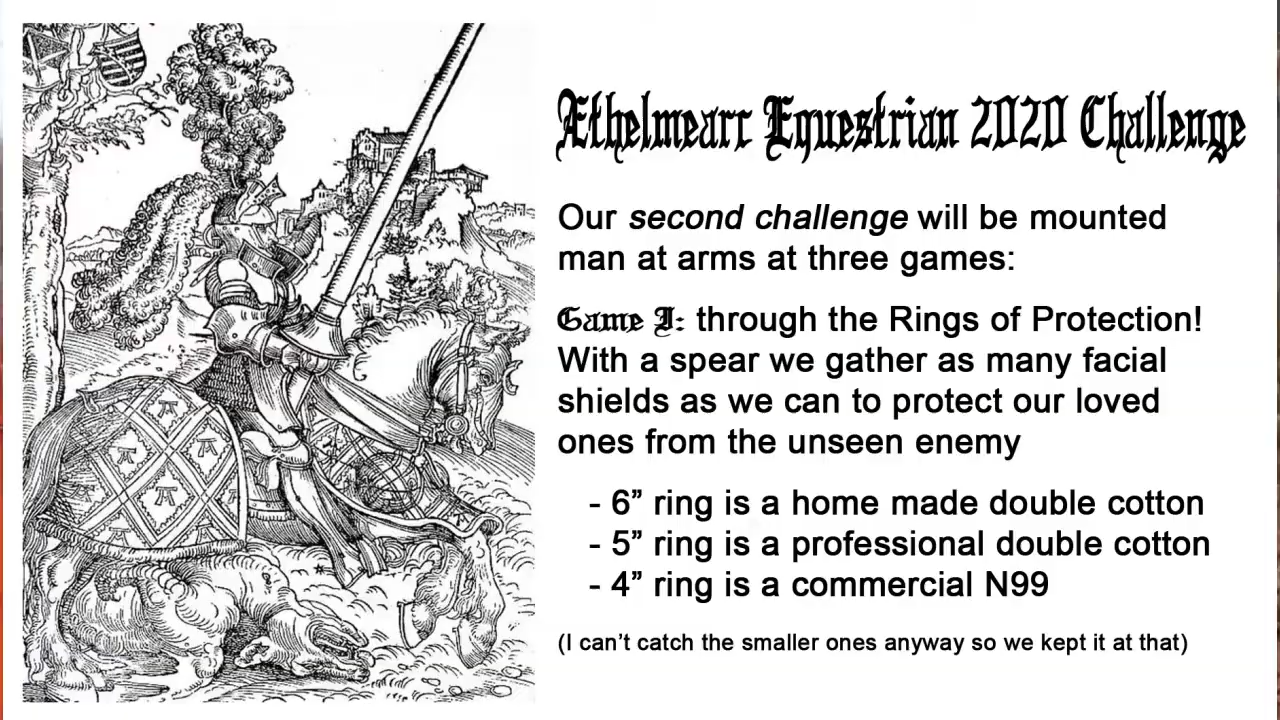 Æthelmearc Equestrian 2020 Challenge
Our second challenge will be mounted
man at arms at three games:
Game I: through the Rings of Protection!
With a spear we gather as many facial
shields as we can to protect our loved
ones from the unseen enemy
- 6” ring is a home made double cotton
- 5” ring is a professional double cotton
- 4” ring is a commercial N99
(I can’t catch the smaller ones anyway so we kept it at that)